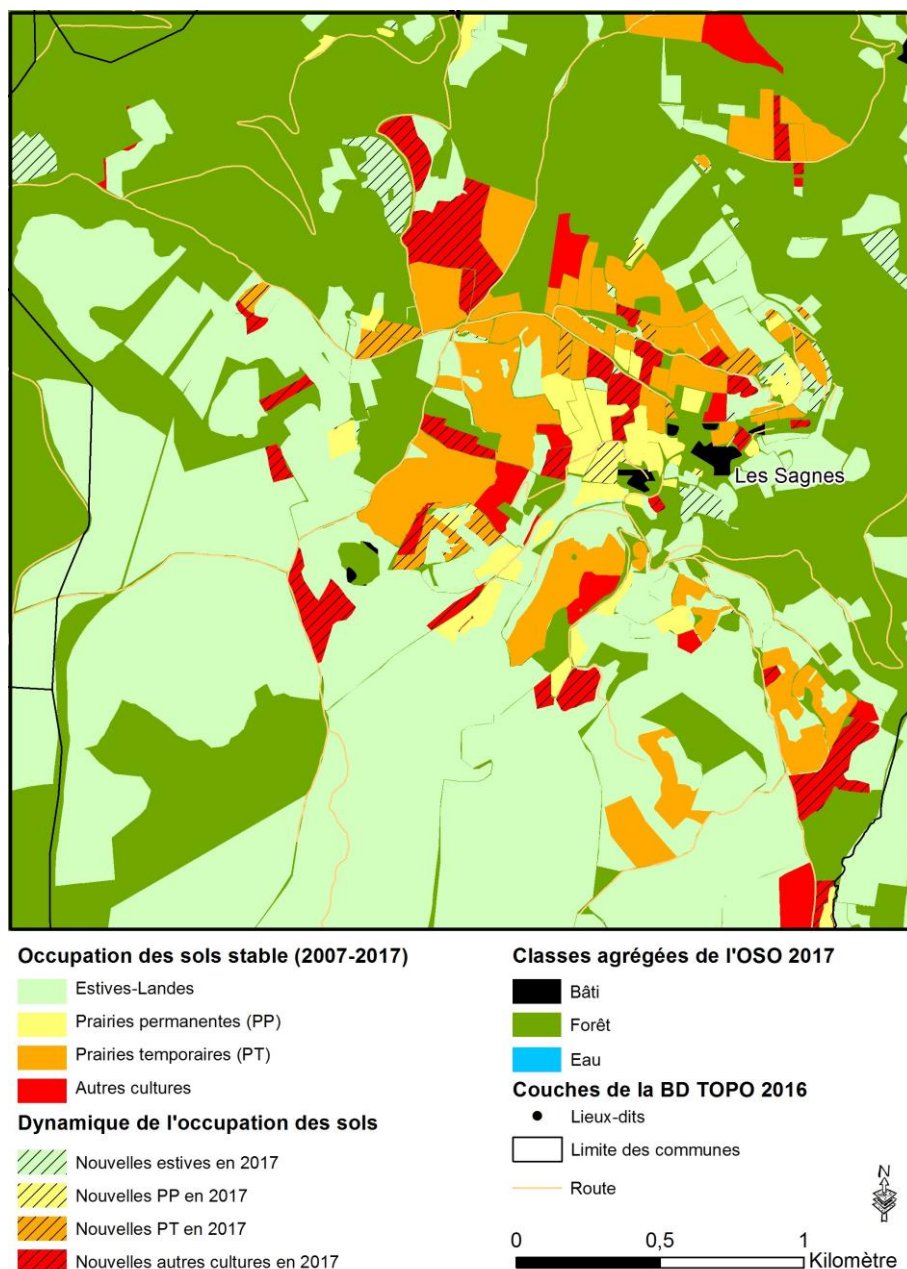 Les Sagnes
Occupation des sols stable (2007-2017)
Estives-Landes
Prairies permanentes (PP)
Prairies temporaires (PT)
Autres cultures
Dynamique de l'occupation des sols
Nouvelles estives en 2017
Nouvelles PP en 2017
Nouvelles PT en 2017
Nouvelles autres cultures en 2017
Classes agrégées de l'OSO 2017
Bâti
Forêt
Eau
Couches de la BD TOPO 2016
Lieux-dits
Limite des communes
Route
N
0 0,5 1
Kilomètre